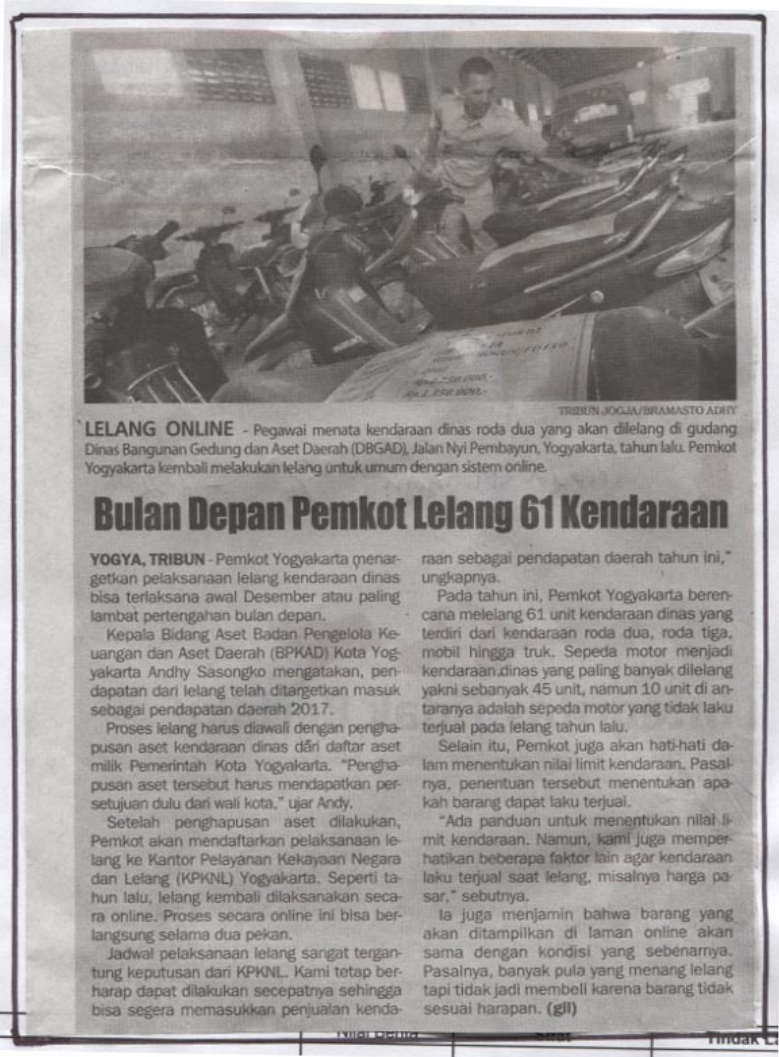 TRIBUN JOGJA/BRAMASTO ADHY
LELANG ONLINE - Pegawai menata kendaraan dinas roda dua yang akan dilelang di gudang
Dinas Bangunan Gedung dan Aset Daerah (DBGAD), Jalan Nyi Pembayun, Yogyakarta, tahun lalu. Pemkot
Yogyakarta kembali melakukan lelang untuk umum dengan sistem online.
Bulan Depan Pemkot Lelang 61 Kendaraan
YOGYA, TRIBUN - Pemkot Yogyakarta menar-
getkan pelaksanaan lelang kendaraan dinas
bisa terlaksana awal Desember atau paling
lambat pertengahan bulan depan.
Kepala Bidang Aset Badan Pengelola Ke-
uangan dan Aset Daerah (BPKAD) Kota Yog-
yakarta Andhy Sasongko mengatakan, pen-
dapatan dari lelang telah ditargetkan masuk
sebagai pendapatan daerah 2017.
Proses lelang harus diawali dengan pengha-
pusan aset kendaraan dinas dari daftar aset
milik Pemerintah Kota Yogyakarta. "Pengha-
pusan aset tersebut harus mendapatkan per-
setujuan dulu dari wali kota," ujar Andy.
Setelah penghapusan aset dilakukan,
Pemkot akan mendaftarkan pelaksanaan le-
lang ke Kantor Pelayanan Kekayaan Negara
dan Lelang (KPKNL) Yogyakarta. Seperti ta-
hun lalu, lelang kembali dilaksanakan seca-
ra online. Proses secara online ini bisa ber-
langsung selama dua pekan.
Jadwal pelaksanaan lelang sangat tergan-
tung keputusan dari KPKNL. Kami tetap ber-
harap dapat dilakukan secepatnya sehingga
bisa segera memasukkan penjualan kenda-
raan sebagai pendapatan daerah tahun ini,"
ungkapnya.
Pada tahun ini, Pemkot Yogyakarta beren-
cana melelang 61 unit kendaraan dinas yang
terdiri dari kendaraan roda dua, roda tiga,
mobil hingga truk. Sepeda motor menjadi
kendaraan dinas yang paling banyak dilelang
yakni sebanyak 45 unit, namun 10 unit di an-
taranya adalah sepeda motor yang tidak laku
terjual pada lelang tahun lalu.
Selain itu, Pemkot juga akan hati-hati da-
lam menentukan nilai limit kendaraan. Pasal-
nya, penentuan tersebut menentukan apa-
kah barang dapat laku terjual.
"Ada panduan untuk menentukan nilai li-
mit kendaraan. Namun, kami juga memper-
hatikan beberapa faktor lain agar kendaraan
laku terjual saat lelang, misalnya harga pa-
sar," sebutnya.
Ia juga menjamin bahwa barang yang
akan ditampilkan di laman online akan
sama dengan kondisi yang sebenarnya.
Pasalnya, banyak pula yang menang lelang
tapi tidak jadi membeli karena barang tidak
sesuai harapan. (gil)